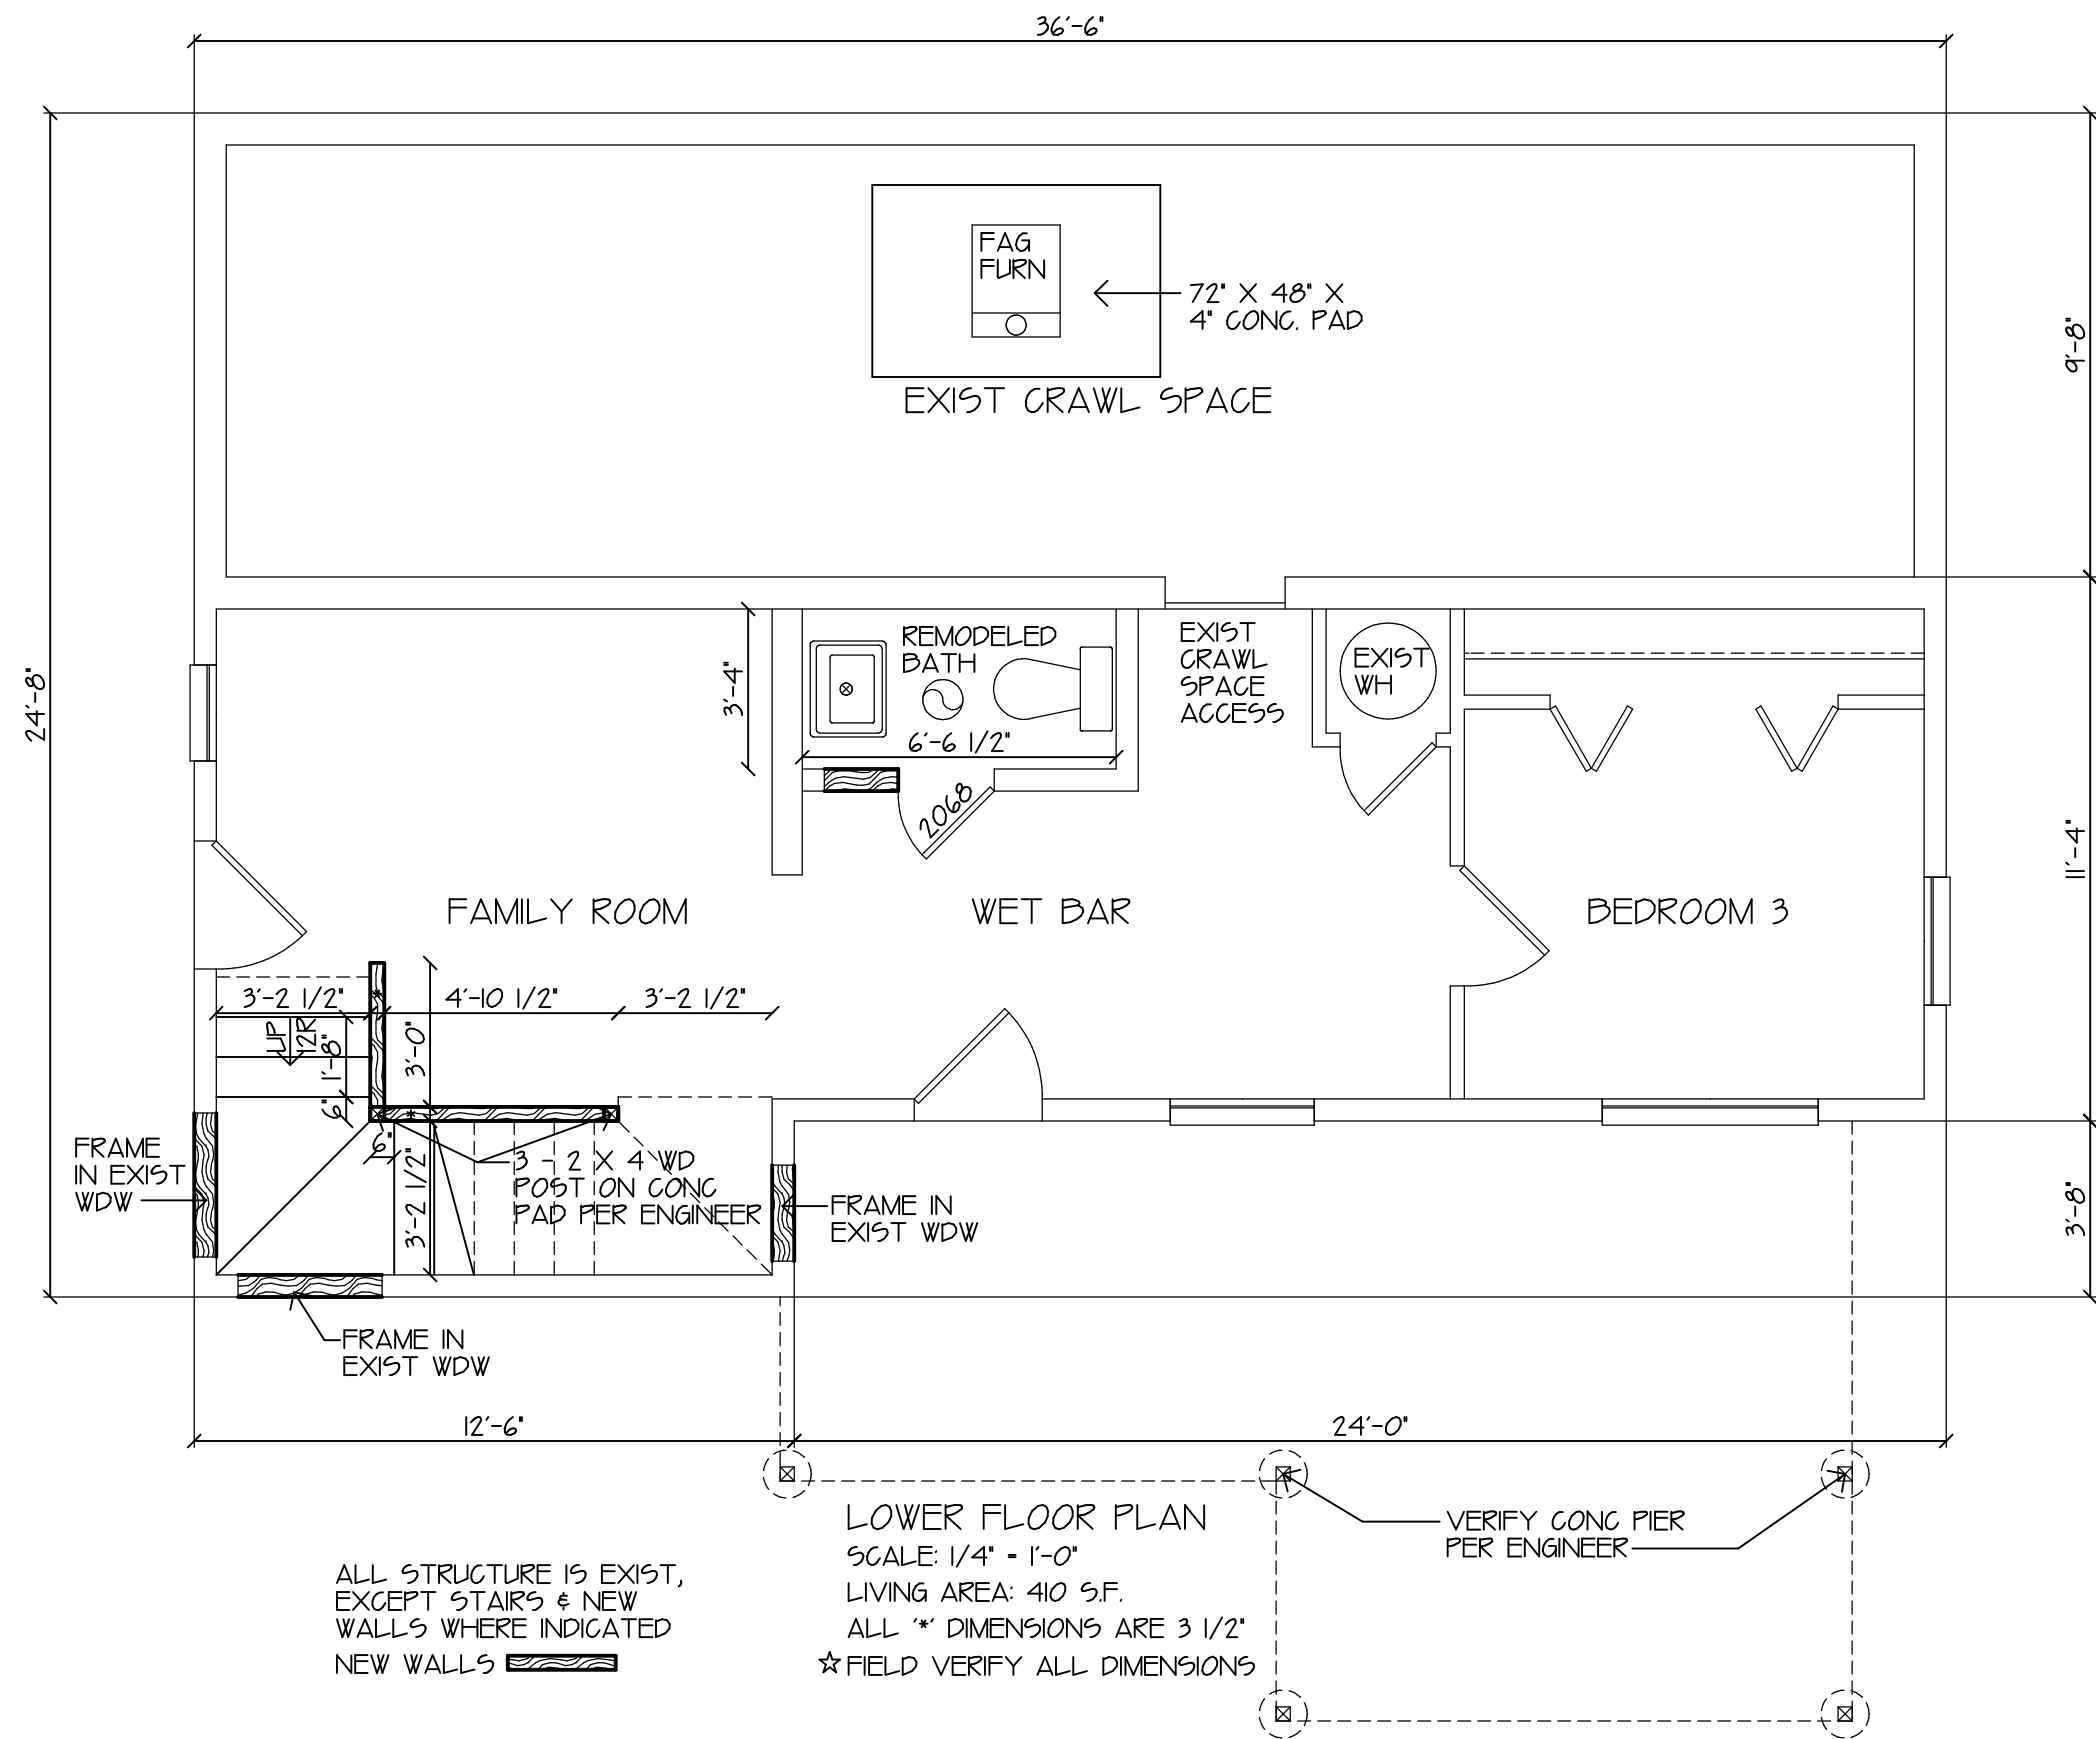 36'-6"
FAG
FURN
72" X 48" X
4" CONC. PAD
EXIST CRAWL SPACE
9'-8"
24'-8"
REMODELED
BATH
EXIST
CRAWL
SPACE
ACCESS
EXIST
WH
3'-4"
6'-6 1/2"
2068
11'-4"
FAMILY ROOM
WET BAR
BEDROOM 3
3'-2 1/2"
*
4'-10 1/2"
3'-2 1/2"
UP
12R
1'-8"
3'-0"
6"
*
6"
3'-2 1/2"
FRAME
IN EXIST
WDW
3 - 2 X 4 WD
POST ON CONC
PAD PER ENGINEER
FRAME IN
EXIST WDW
3'-8"
FRAME IN
EXIST WDW
12'-6"
24'-0"
LOWER FLOOR PLAN
SCALE: 1/4" = 1'-0"
LIVING AREA: 410 S.F.
ALL '*' DIMENSIONS ARE 3 1/2"
☆ FIELD VERIFY ALL DIMENSIONS
VERIFY CONC PIER
PER ENGINEER
ALL STRUCTURE IS EXIST,
EXCEPT STAIRS & NEW
WALLS WHERE INDICATED
NEW WALLS